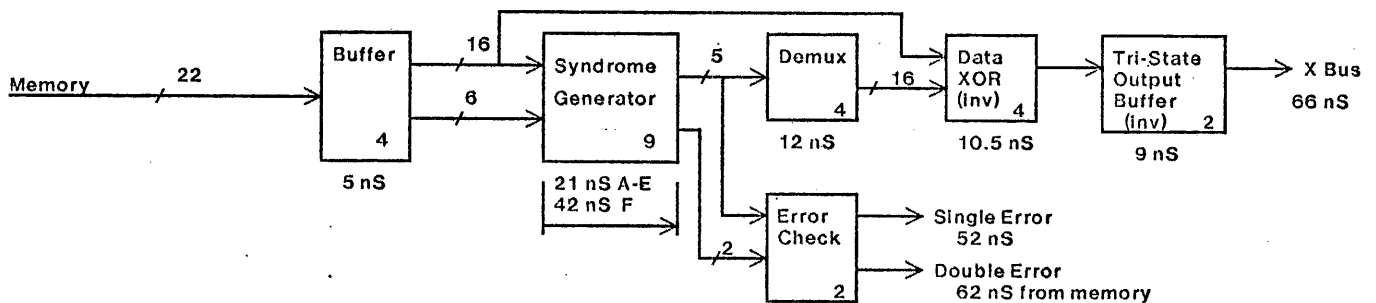 Memory
22
Buffer
4
5 nS
16
6
Syndrome
Generator
9
21 nS A-E
42 nS F
5
2
Demux
4
12 nS
16
Data
XOR
(inv)
4
10.5 nS
Tri-State
Output
Buffer
(inv)
2
9 nS
X Bus
66 nS
Error
Check
2
Single Error
52 nS
Double Error
62 nS from memory